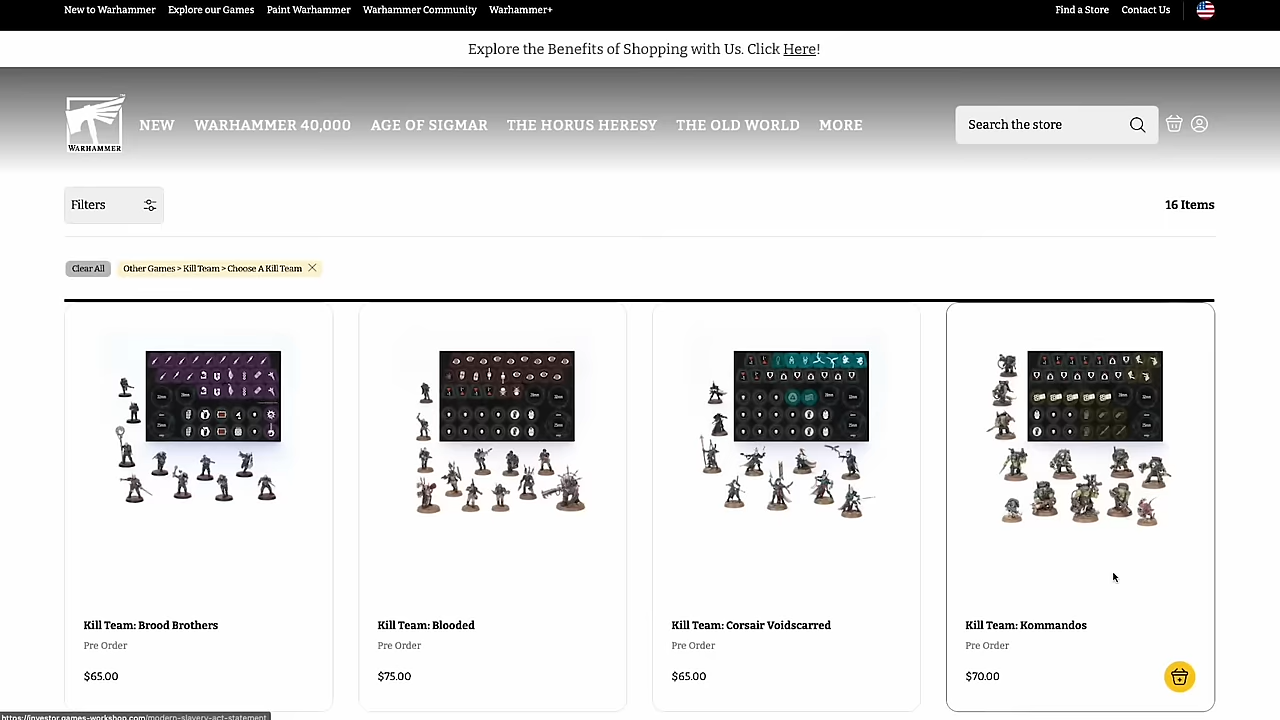 New to Warhammer Explore our Games Paint Warhammer Warhammer Community Warhammer+ Find a Store Contact Us
Explore the Benefits of Shopping with Us. Click Here!
WARHAMMER
NEW WARHAMMER 40,000 AGE OF SIGMAR THE HORUS HERESY THE OLD WORLD MORE Search the store
Filters 16 Items
Clear All Other Games > Kill Team > Choose A Kill Team
Kill Team: Brood Brothers Kill Team: Blooded Kill Team: Corsair Voidscarred Kill Team: Kommandos
Pre Order Pre Order Pre Order Pre Order
$65.00 $75.00 $65.00 $70.00
https://investor.games-workshop.com/modern-slavery-act-statement